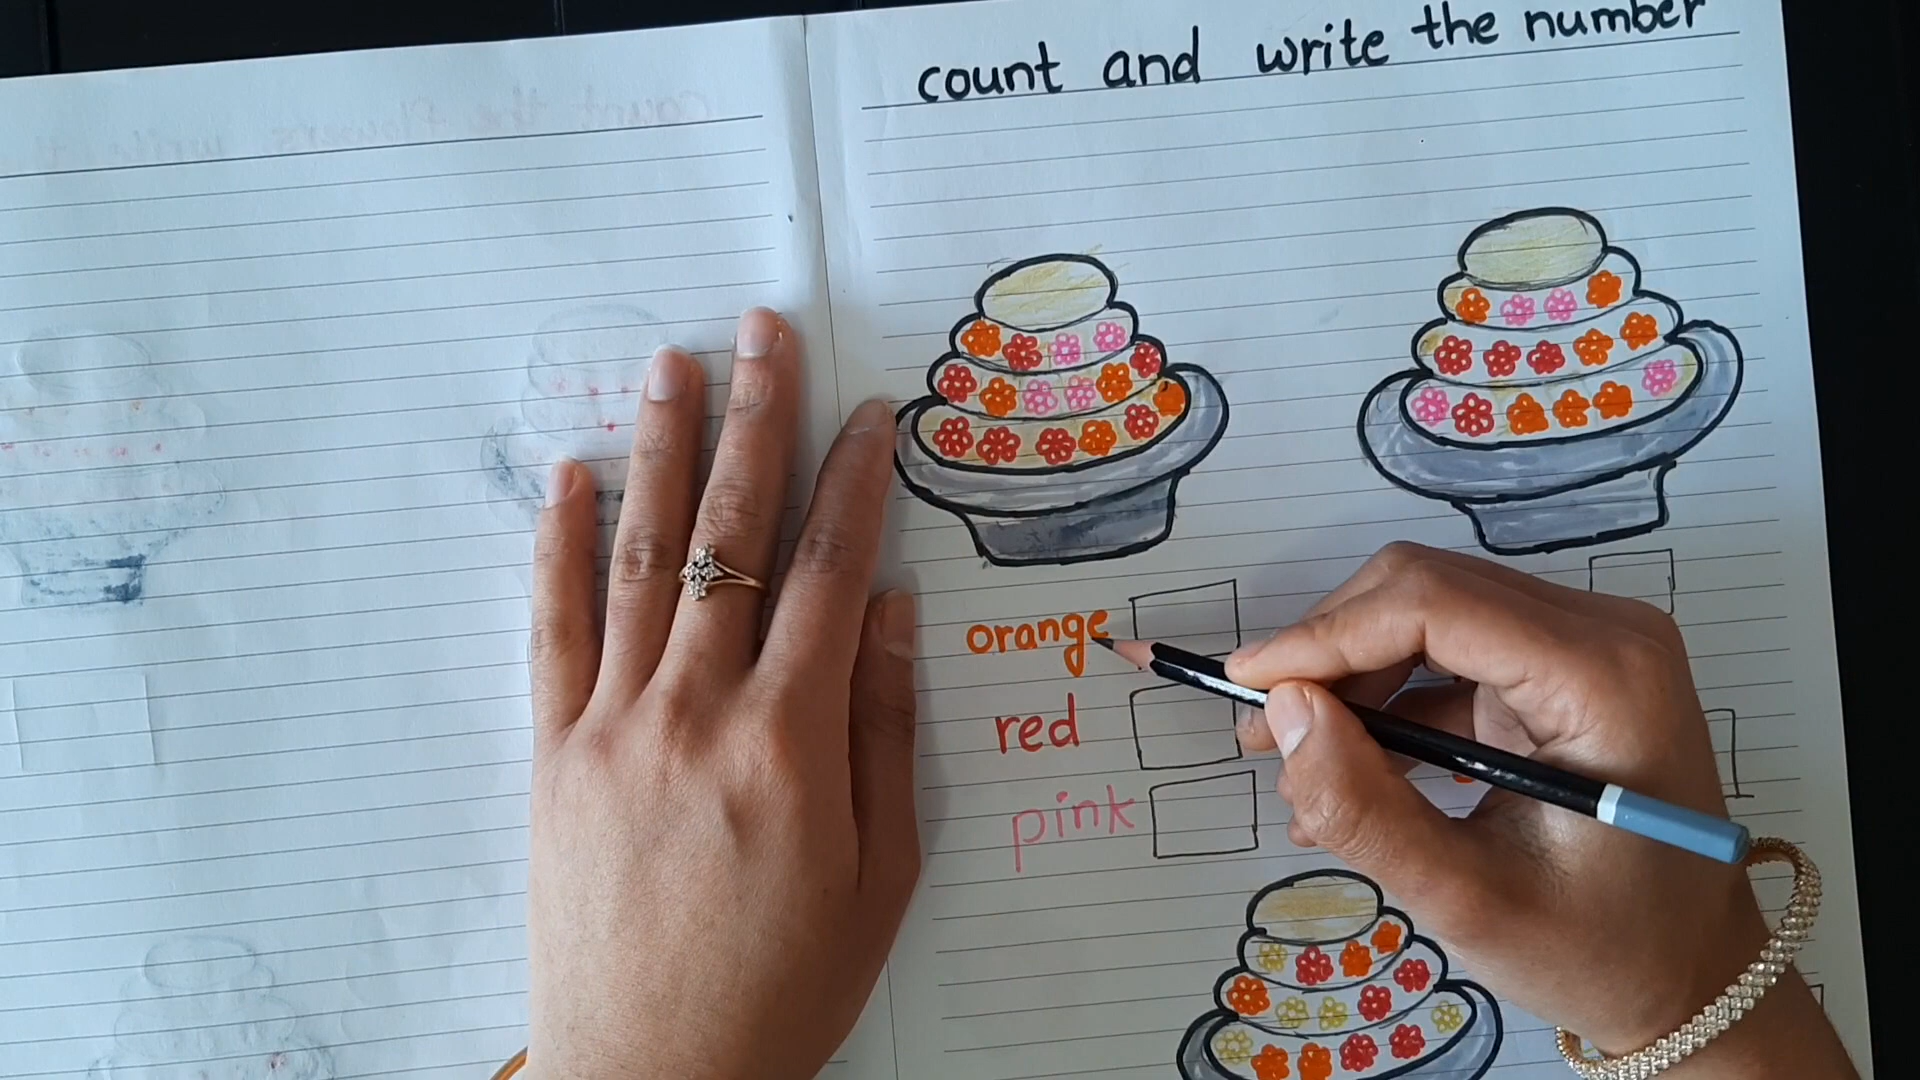 count and write the number
orange
red
pink